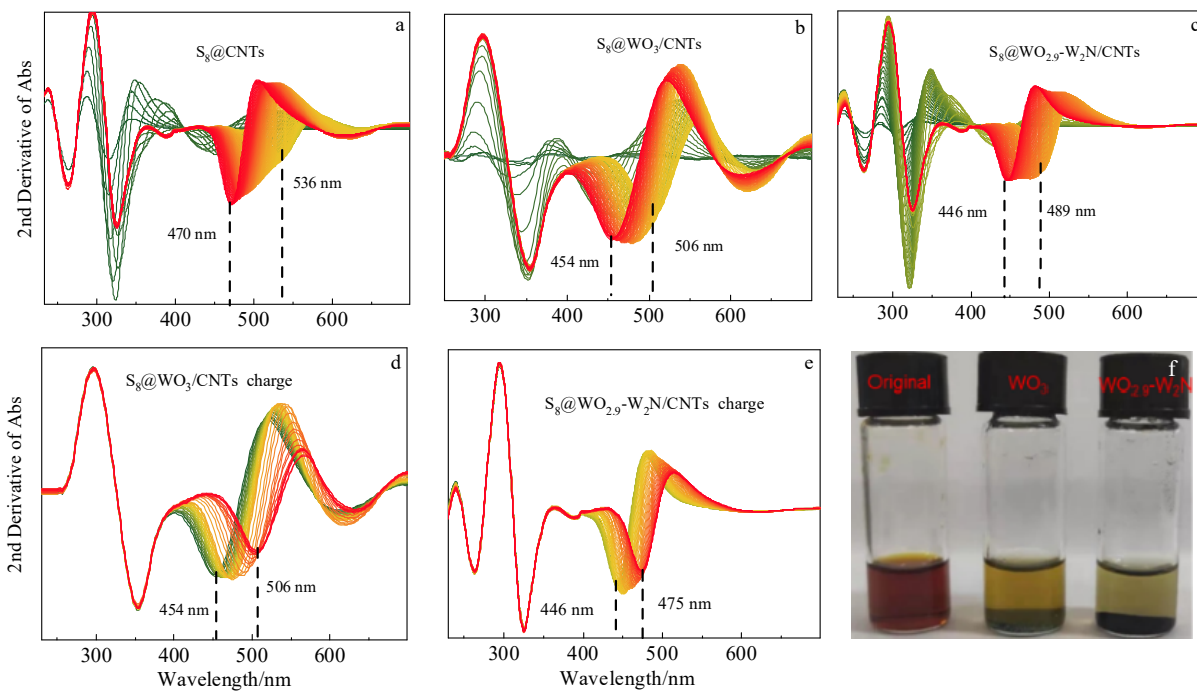 2nd Derivative of Abs
a
S₈@CNTs
536 nm
470 nm
300 400 500 600
b
S₈@WO₃/CNTs
454 nm
506 nm
300 400 500 600
c
S₈@WO₂.₉-W₂N/CNTs
446 nm
489 nm
300 400 500 600
2nd Derivative of Abs
d
S₈@WO₃/CNTs charge
454 nm
506 nm
300 400 500 600
Wavelength/nm
e
S₈@WO₂.₉-W₂N/CNTs charge
446 nm
475 nm
300 400 500 600
Wavelength/nm
f
Original
WO₃
WO₂.₉-W₂N